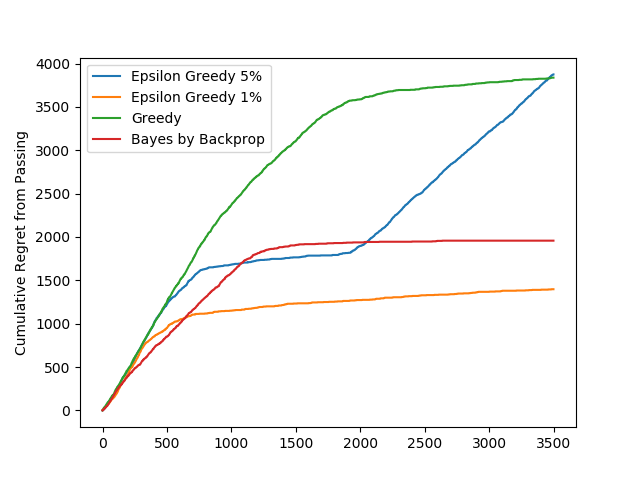 Epsilon Greedy 5%
Epsilon Greedy 1%
Greedy
Bayes by Backprop
Cumulative Regret from Passing
4000
3500
3000
2500
2000
1500
1000
500
0
0 500 1000 1500 2000 2500 3000 3500